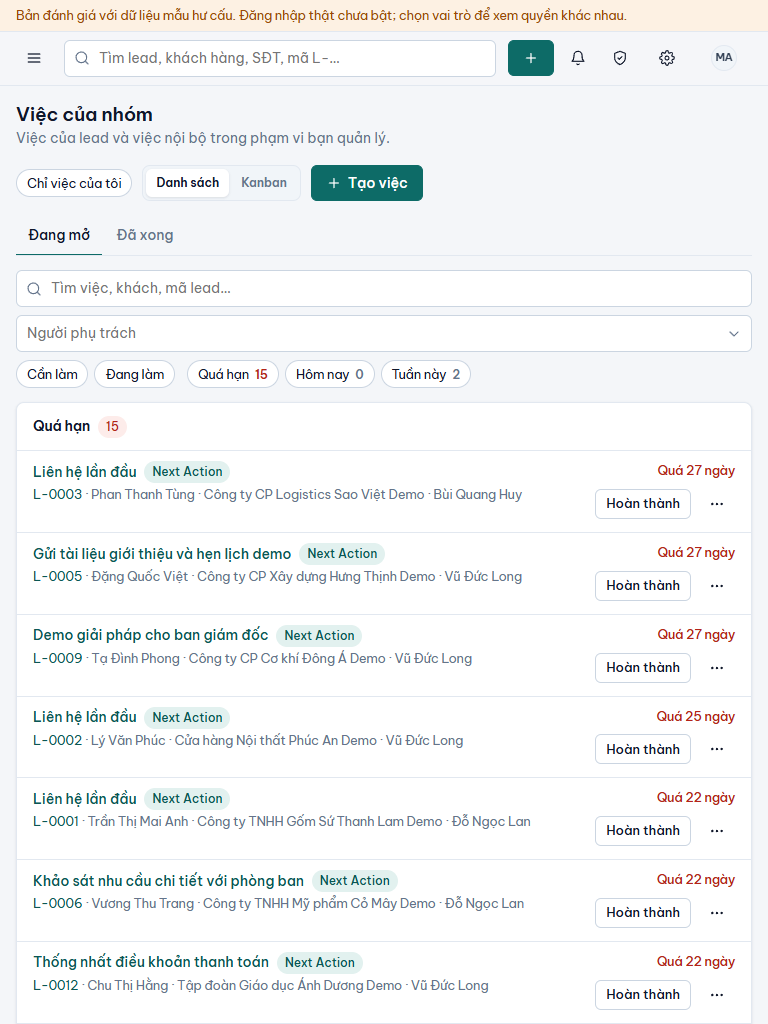 Bản đánh giá với dữ liệu mẫu hư cấu. Đăng nhập thật chưa bật; chọn vai trò để xem quyền khác nhau.
Tìm lead, khách hàng, SĐT, mã L-...
MA
Việc của nhóm
Việc của lead và việc nội bộ trong phạm vi bạn quản lý.
Chỉ việc của tôi Danh sách Kanban + Tạo việc
Đang mở Đã xong
Tìm việc, khách, mã lead...
Người phụ trách
Cần làm Đang làm Quá hạn 15 Hôm nay 0 Tuần này 2
Quá hạn 15
Liên hệ lần đầu Next Action Quá 27 ngày
L-0003 · Phan Thanh Tùng · Công ty CP Logistics Sao Việt Demo · Bùi Quang Huy
Hoàn thành ...
Gửi tài liệu giới thiệu và hẹn lịch demo Next Action Quá 27 ngày
L-0005 · Đặng Quốc Việt · Công ty CP Xây dựng Hưng Thịnh Demo · Vũ Đức Long
Hoàn thành ...
Demo giải pháp cho ban giám đốc Next Action Quá 27 ngày
L-0009 · Tạ Đình Phong · Công ty CP Cơ khí Đông Á Demo · Vũ Đức Long
Hoàn thành ...
Liên hệ lần đầu Next Action Quá 25 ngày
L-0002 · Lý Văn Phúc · Cửa hàng Nội thất Phúc An Demo · Vũ Đức Long
Hoàn thành ...
Liên hệ lần đầu Next Action Quá 22 ngày
L-0001 · Trần Thị Mai Anh · Công ty TNHH Gốm Sứ Thanh Lam Demo · Đỗ Ngọc Lan
Hoàn thành ...
Khảo sát nhu cầu chi tiết với phòng ban Next Action Quá 22 ngày
L-0006 · Vương Thu Trang · Công ty TNHH Mỹ phẩm Cỏ Mây Demo · Đỗ Ngọc Lan
Hoàn thành ...
Thống nhất điều khoản thanh toán Next Action Quá 22 ngày
L-0012 · Chu Thị Hằng · Tập đoàn Giáo dục Ánh Dương Demo · Vũ Đức Long
Hoàn thành ...